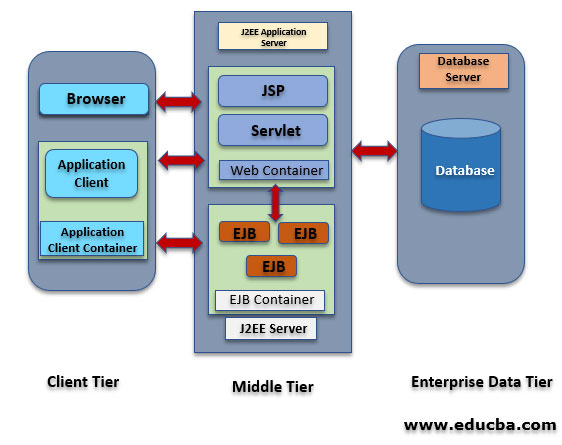 J2EE Application
Server
Browser
Application
Client
Application
Client Container
JSP
Servlet
Web Container
EJB
EJB
EJB
EJB Container
J2EE Server
Database
Server
Database
Client Tier
Middle Tier
Enterprise Data Tier
www.educba.com